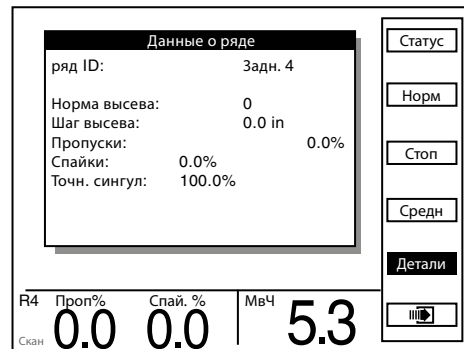 Данные о ряде
ряд ID: Задн. 4
Норма высева: 0
Шаг высева: 0.0 in
Пропуски: 0.0%
Спайки: 0.0%
Точн. сингул: 100.0%
Статус
Норм
Стоп
Средн
Детали
R4 Проп% Спай. % МвЧ
Скан 0.0 0.0 5.3